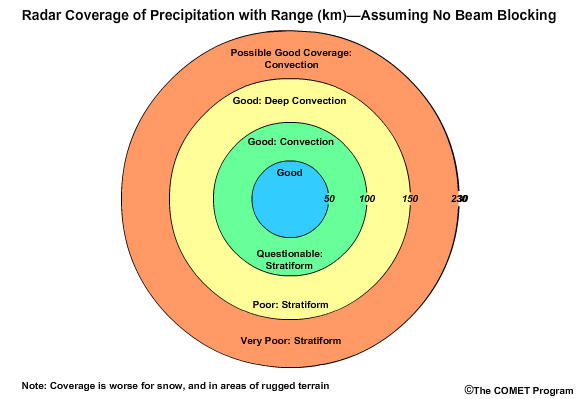 Radar Coverage of Precipitation with Range (km)—Assuming No Beam Blocking
Possible Good Coverage:
Convection
Good: Deep Convection
Good: Convection
Good
50 100 150
Questionable:
Stratiform
Poor: Stratiform
Very Poor: Stratiform
Note: Coverage is worse for snow, and in areas of rugged terrain
©The COMET Program